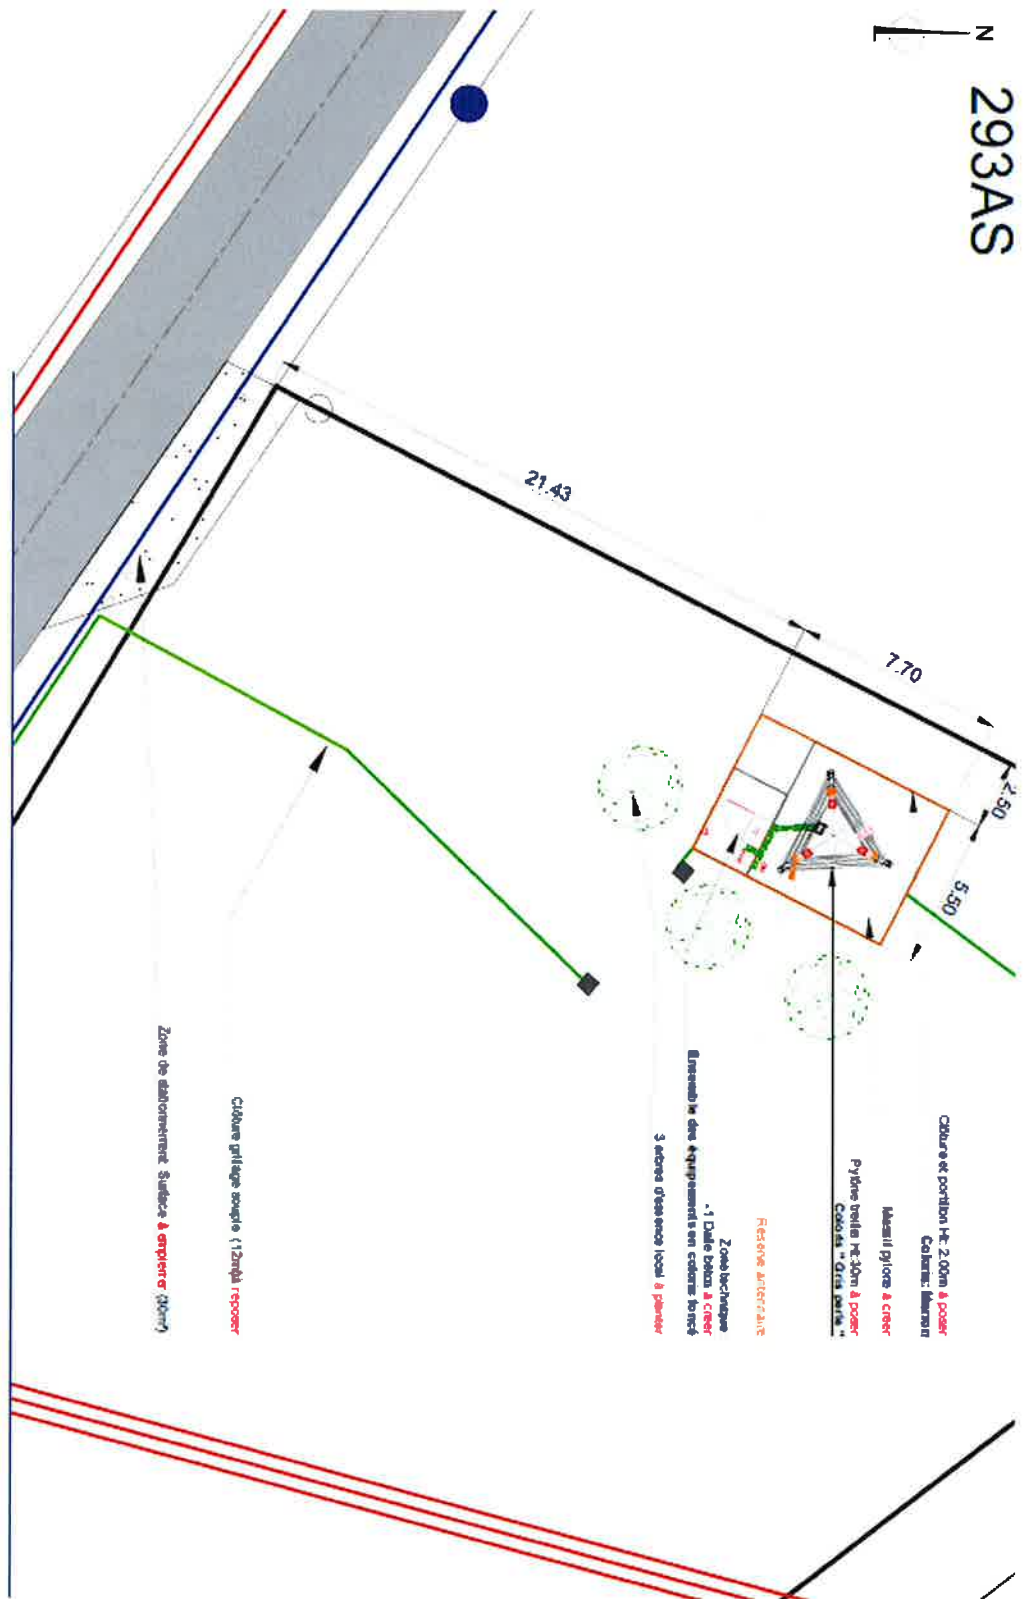 N
293AS
21.43
7.70
2.50
5.50
Clôture et portillon Ht: 2.00m à poser
Coloris: Marron
Massif pylone à créer
Pylône treillis Ht:30m à poser
Coloris " Gris perle "
Réserve antennaire
Zone technique
-1 Dalle béton à créer
Ensemble des équipements en coloris foncé
3 arbres d'essence local à planter
Clôture grillage souple (12m) à reposer
Zone de stationnement. Surface à empierrer (30m²)